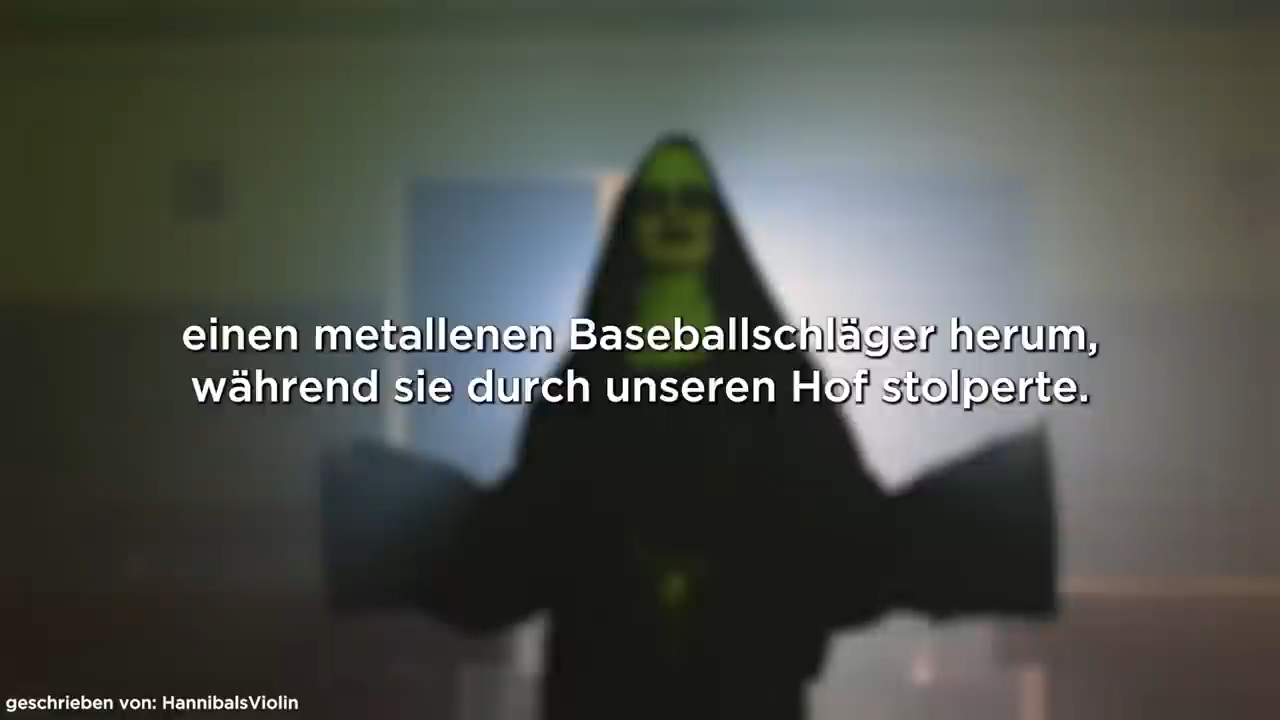 einen metallenen Baseballschläger herum,
während sie durch unseren Hof stolperte.
geschrieben von: HannibalsViolin